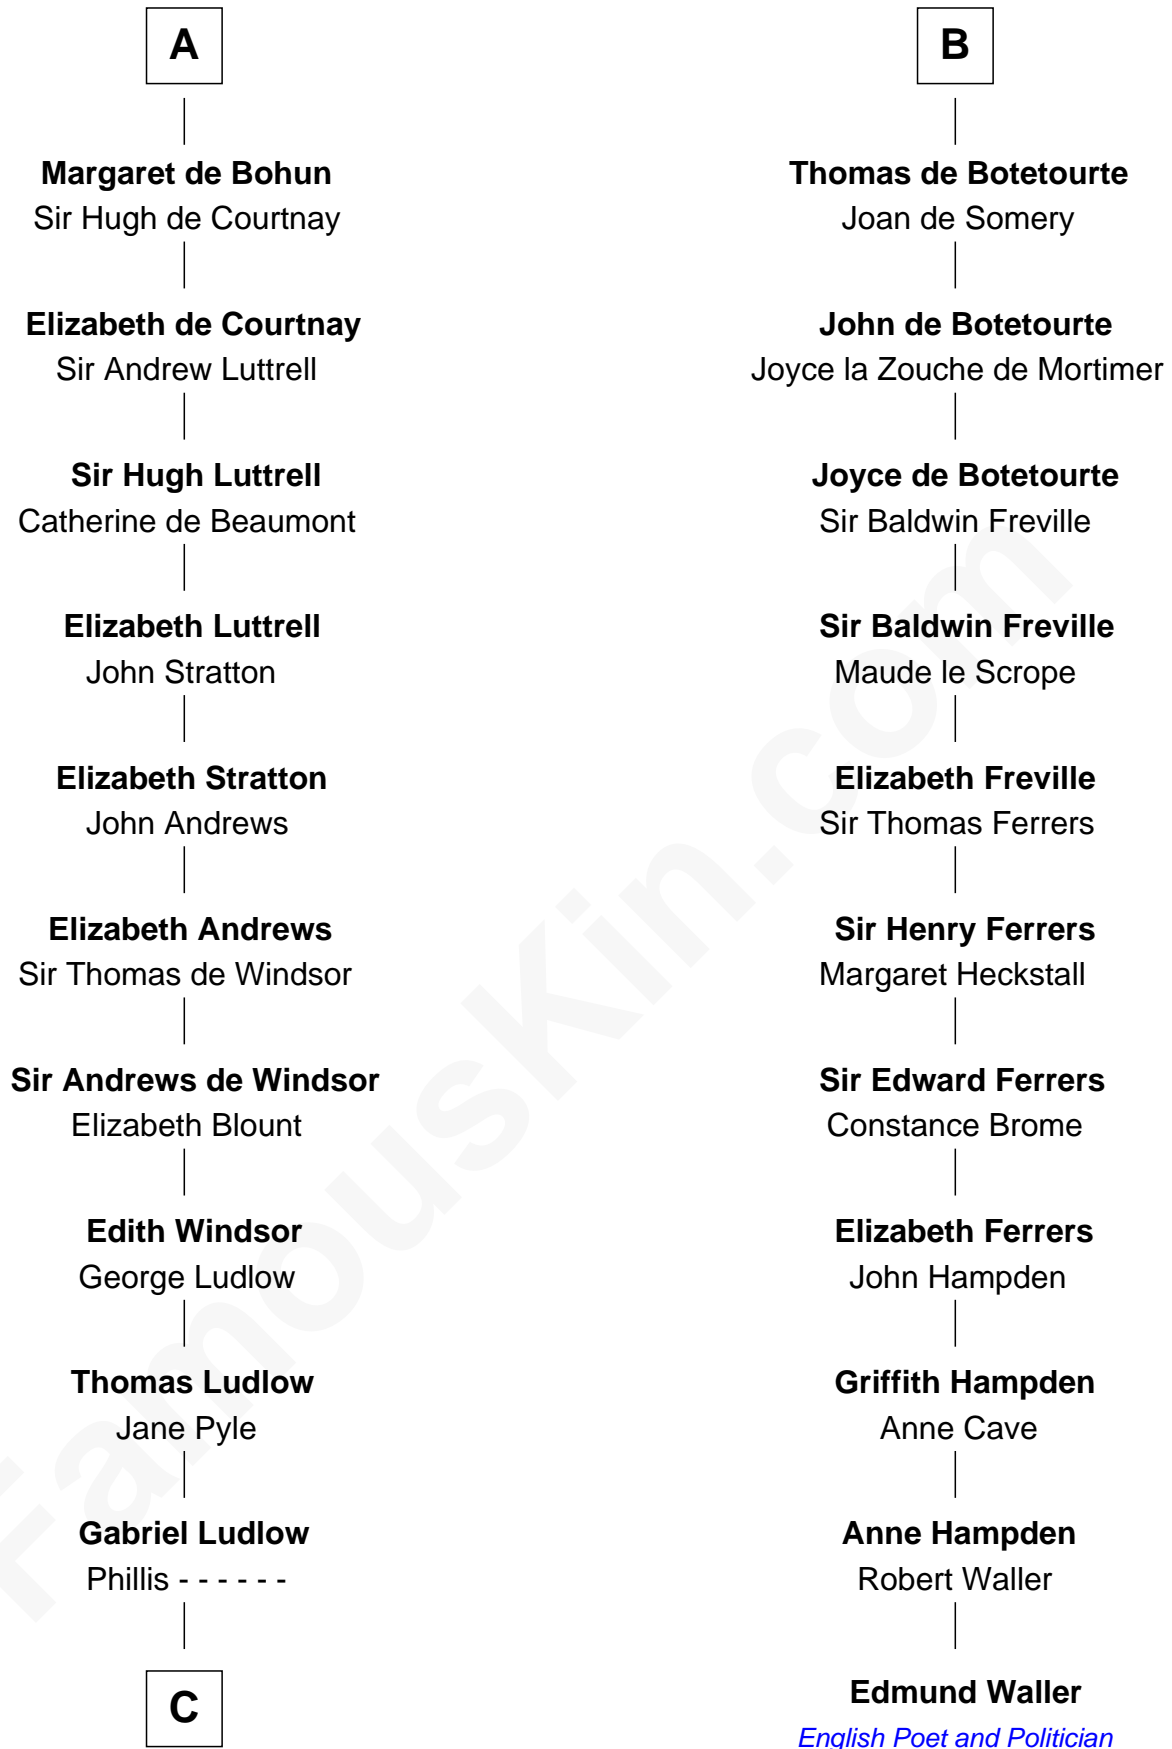 A
Margaret de Bohun
Sir Hugh de Courtnay
Elizabeth de Courtnay
Sir Andrew Luttrell
Sir Hugh Luttrell
Catherine de Beaumont
Elizabeth Luttrell
John Stratton
Elizabeth Stratton
John Andrews
Elizabeth Andrews
Sir Thomas de Windsor
Sir Andrews de Windsor
Elizabeth Blount
Edith Windsor
George Ludlow
Thomas Ludlow
Jane Pyle
Gabriel Ludlow
Phillis - - - - - -
C
B
Thomas de Botetourte
Joan de Somery
John de Botetourte
Joyce la Zouche de Mortimer
Joyce de Botetourte
Sir Baldwin Freville
Sir Baldwin Freville
Maude le Scrope
Elizabeth Freville
Sir Thomas Ferrers
Sir Henry Ferrers
Margaret Heckstall
Sir Edward Ferrers
Constance Brome
Elizabeth Ferrers
John Hampden
Griffith Hampden
Anne Cave
Anne Hampden
Robert Waller
Edmund Waller
English Poet and Politician
FamousKin.com